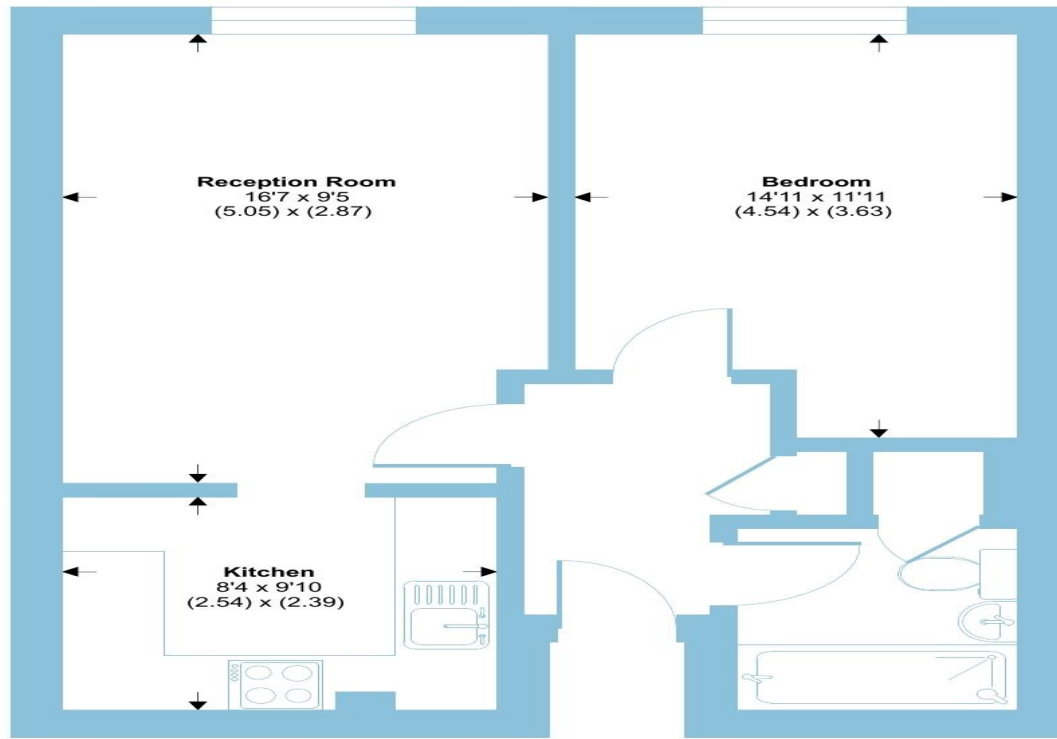 Reception Room
16'7 x 9'5
(5.05) x (2.87)
Bedroom
14'11 x 11'11
(4.54) x (3.63)
Kitchen
8'4 x 9'10
(2.54) x (2.39)